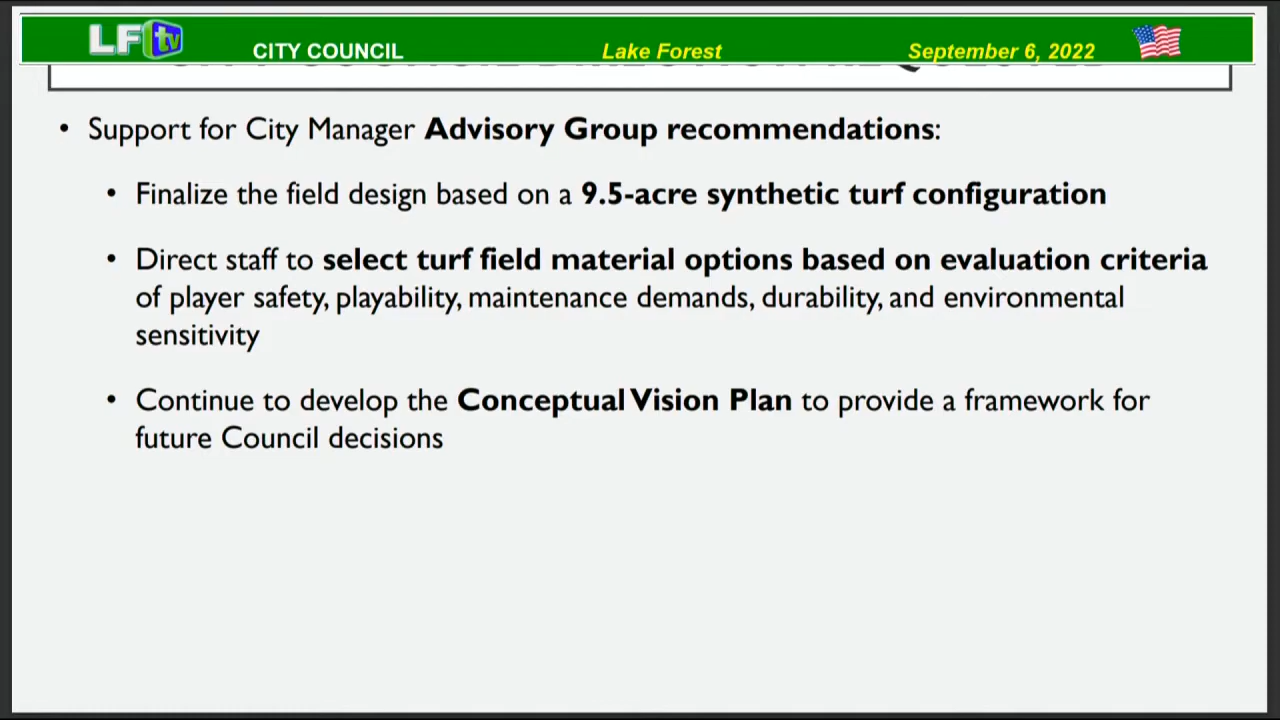 LFtv
CITY COUNCIL
Lake Forest
September 6, 2022
• Support for City Manager Advisory Group recommendations:
• Finalize the field design based on a 9.5-acre synthetic turf configuration
• Direct staff to select turf field material options based on evaluation criteria
of player safety, playability, maintenance demands, durability, and environmental
sensitivity
• Continue to develop the Conceptual Vision Plan to provide a framework for
future Council decisions